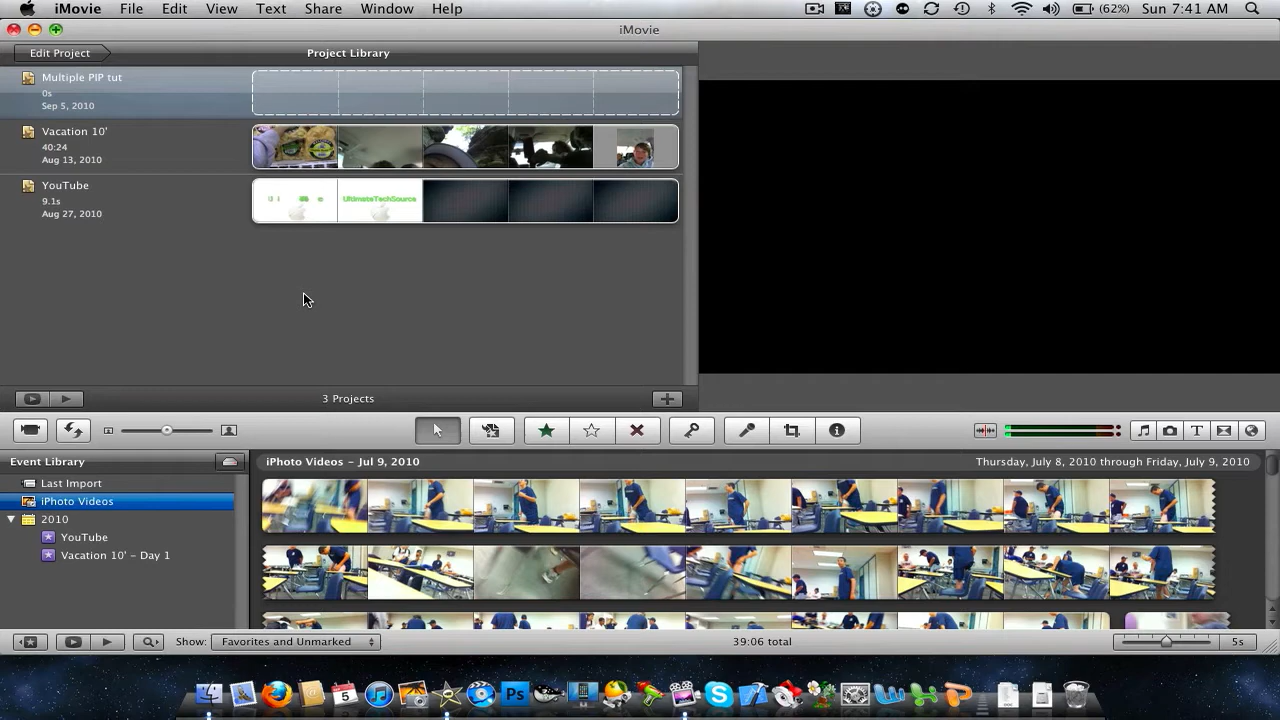 iMovie File Edit View Text Share Window Help (62%) Sun 7:41 AM
iMovie
Edit Project Project Library
Multiple PIP tut
0s
Sep 5, 2010
Vacation 10'
40:24
Aug 13, 2010
YouTube
9.1s
Aug 27, 2010
UltimateTechSource
3 Projects
Event Library
iPhoto Videos – Jul 9, 2010 Thursday, July 8, 2010 through Friday, July 9, 2010
Last Import
iPhoto Videos
2010
YouTube
Vacation 10' – Day 1
Show: Favorites and Unmarked 39:06 total 5s
5 Ps